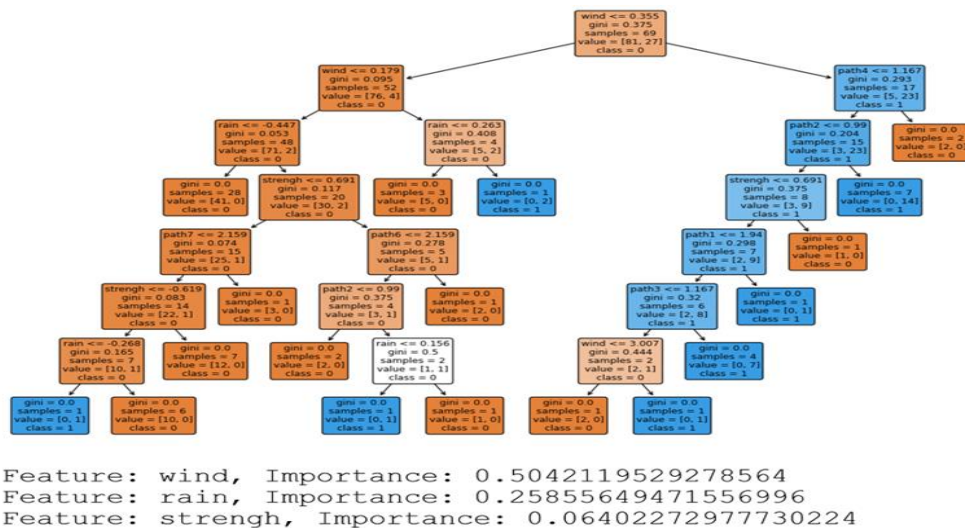 wind <= 0.355
gini = 0.375
samples = 69
value = [81, 27]
class = 0
wind <= 0.179
gini = 0.095
samples = 52
value = [76, 4]
class = 0
path4 <= 1.167
gini = 0.293
samples = 17
value = [5, 23]
class = 1
rain <= -0.447
gini = 0.053
samples = 48
value = [71, 2]
class = 0
rain <= 0.263
gini = 0.408
samples = 4
value = [5, 2]
class = 0
path2 <= 0.99
gini = 0.204
samples = 15
value = [3, 23]
class = 1
gini = 0.0
samples = 2
value = [2, 0]
class = 0
gini = 0.0
samples = 28
value = [41, 0]
class = 0
strengh <= 0.691
gini = 0.117
samples = 20
value = [30, 2]
class = 0
gini = 0.0
samples = 3
value = [5, 0]
class = 0
gini = 0.0
samples = 1
value = [0, 2]
class = 1
strengh <= 0.691
gini = 0.375
samples = 8
value = [3, 9]
class = 1
gini = 0.0
samples = 7
value = [0, 14]
class = 1
path7 <= 2.159
gini = 0.074
samples = 15
value = [25, 1]
class = 0
path6 <= 2.159
gini = 0.278
samples = 5
value = [5, 1]
class = 0
path1 <= 1.94
gini = 0.298
samples = 7
value = [2, 9]
class = 1
gini = 0.0
samples = 1
value = [1, 0]
class = 0
strengh <= -0.619
gini = 0.083
samples = 14
value = [22, 1]
class = 0
gini = 0.0
samples = 1
value = [3, 0]
class = 0
path2 <= 0.99
gini = 0.375
samples = 4
value = [3, 1]
class = 0
gini = 0.0
samples = 1
value = [2, 0]
class = 0
path3 <= 1.167
gini = 0.32
samples = 6
value = [2, 8]
class = 1
gini = 0.0
samples = 1
value = [0, 1]
class = 1
rain <= -0.268
gini = 0.165
samples = 7
value = [10, 1]
class = 0
gini = 0.0
samples = 7
value = [12, 0]
class = 0
gini = 0.0
samples = 2
value = [2, 0]
class = 0
rain <= 0.156
gini = 0.5
samples = 2
value = [1, 1]
class = 0
wind <= 3.007
gini = 0.444
samples = 2
value = [2, 1]
class = 0
gini = 0.0
samples = 4
value = [0, 7]
class = 1
gini = 0.0
samples = 1
value = [0, 1]
class = 1
gini = 0.0
samples = 6
value = [10, 0]
class = 0
gini = 0.0
samples = 1
value = [0, 1]
class = 1
gini = 0.0
samples = 1
value = [1, 0]
class = 0
gini = 0.0
samples = 1
value = [2, 0]
class = 0
gini = 0.0
samples = 1
value = [0, 1]
class = 1
Feature: wind, Importance: 0.5042119529278564
Feature: rain, Importance: 0.25855649471556996
Feature: strengh, Importance: 0.06402272977730224